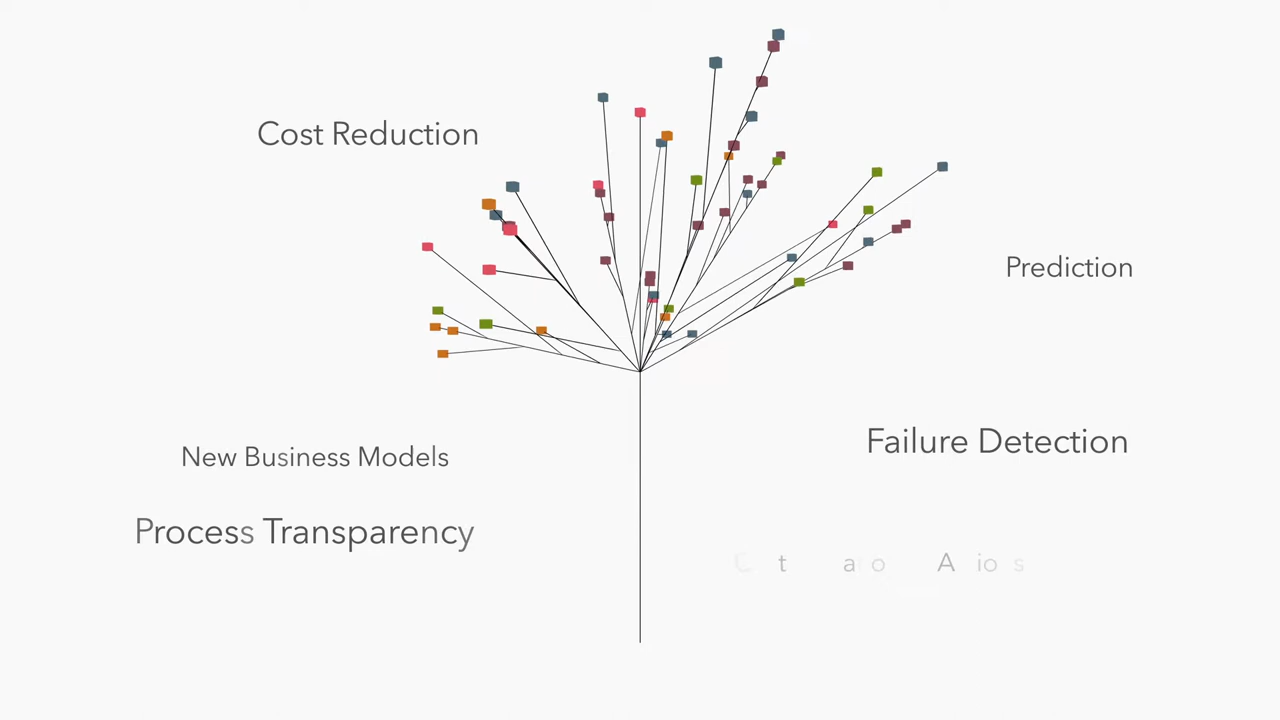 Cost Reduction
Prediction
Failure Detection
New Business Models
Process Transparency